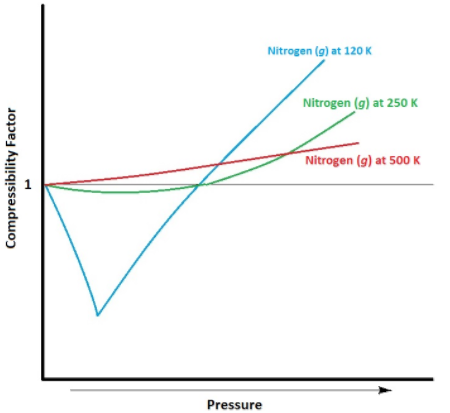 Nitrogen (g) at 120 K
Nitrogen (g) at 250 K
Nitrogen (g) at 500 K
Compressibility Factor
1
Pressure